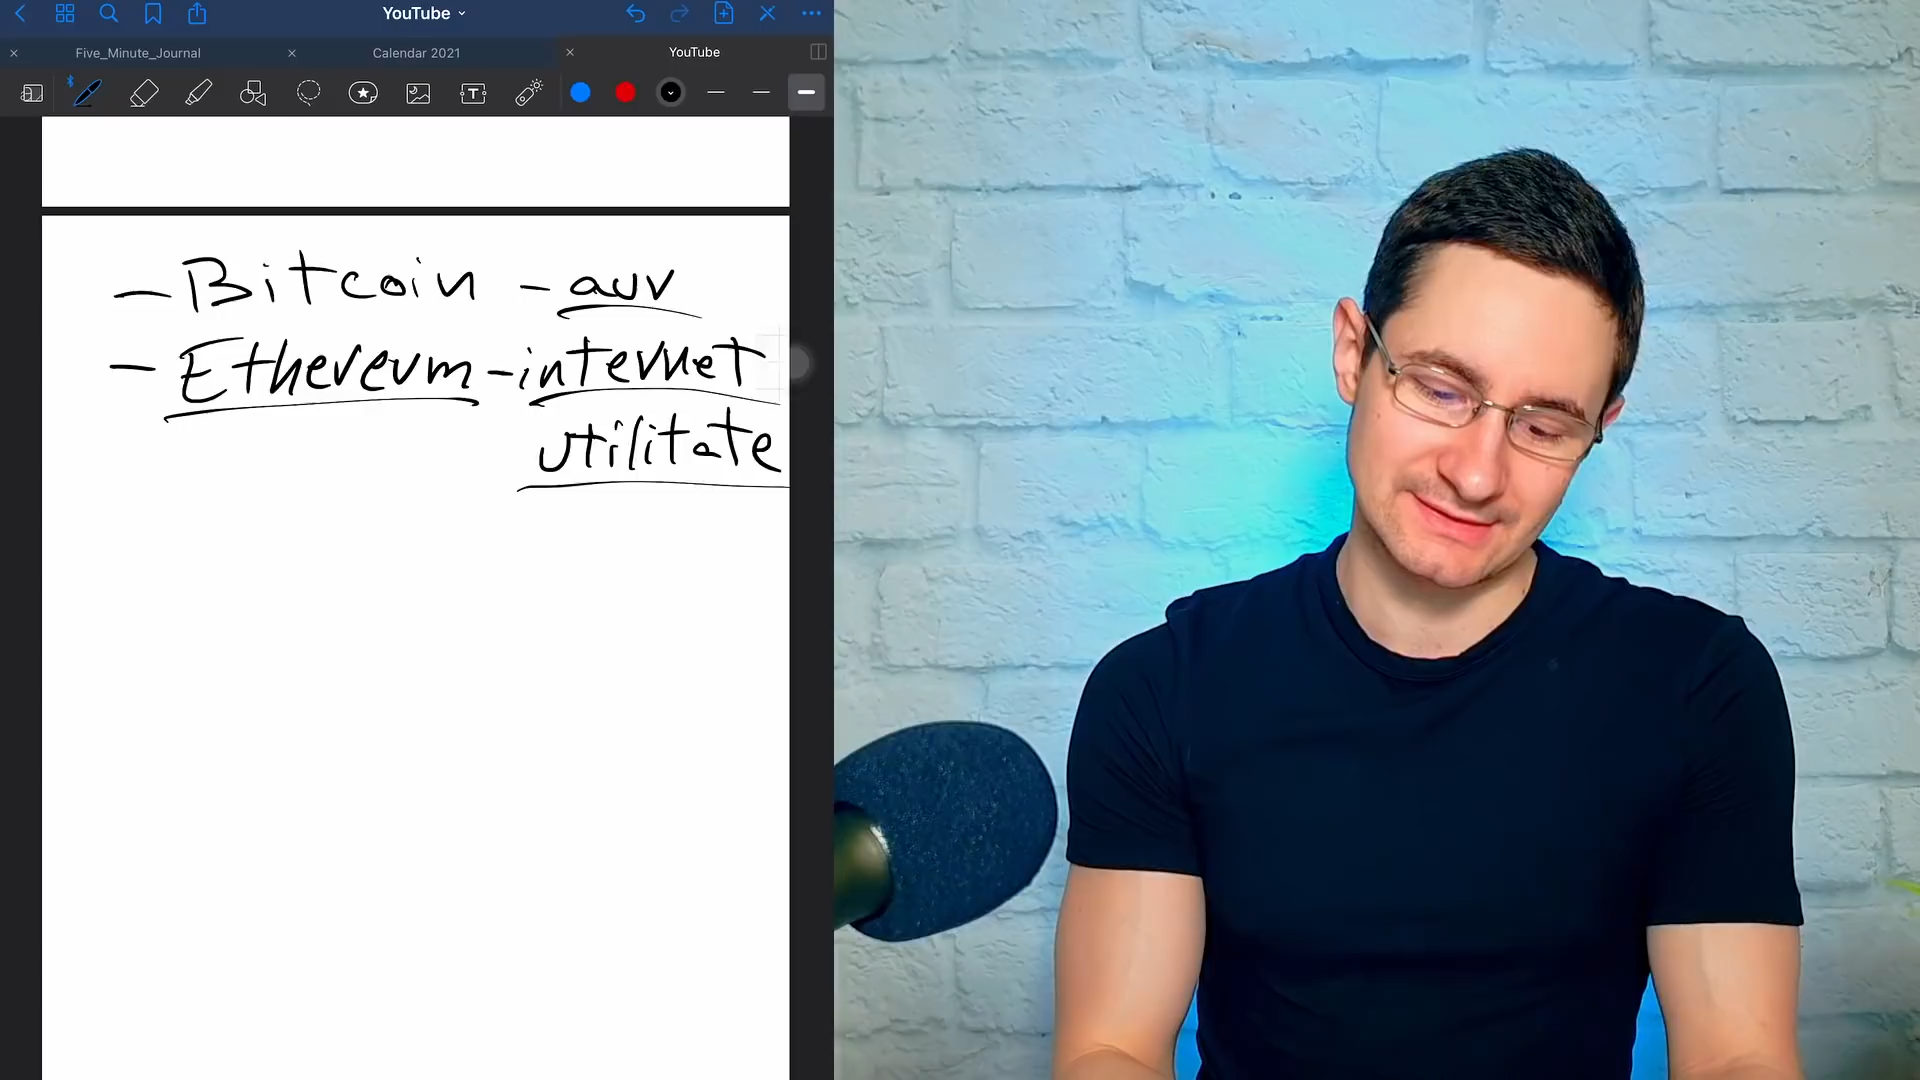 YouTube
Five_Minute_Journal
Calendar 2021
YouTube
T
- Bitcoin - aur
- Ethereum - internet
utilitate